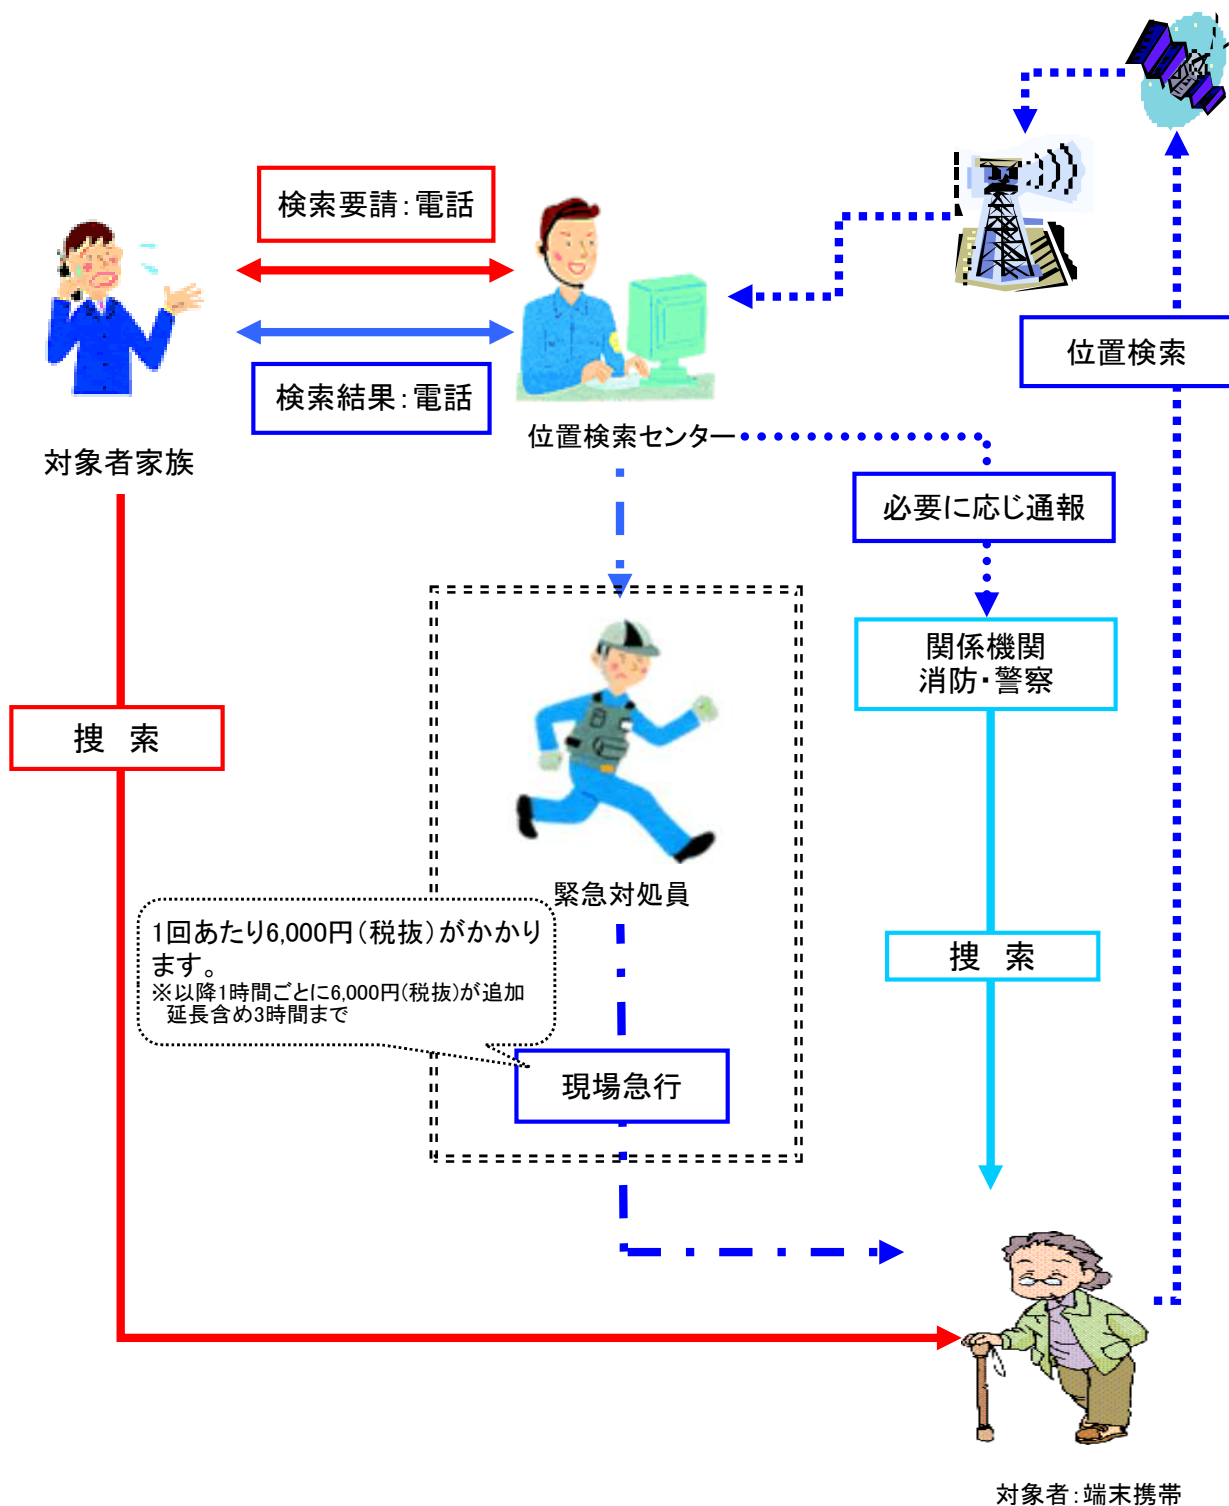 検索要請：電話
位置検索
検索結果：電話
位置検索センター
対象者家族
必要に応じ通報
関係機関
消防・警察
捜　索
緊急対処員
1回あたり6,000円（税抜）がかかり
ます。
※以降1時間ごとに6,000円(税抜)が追加
延長含め3時間まで
捜　索
現場急行
対象者：端末携帯